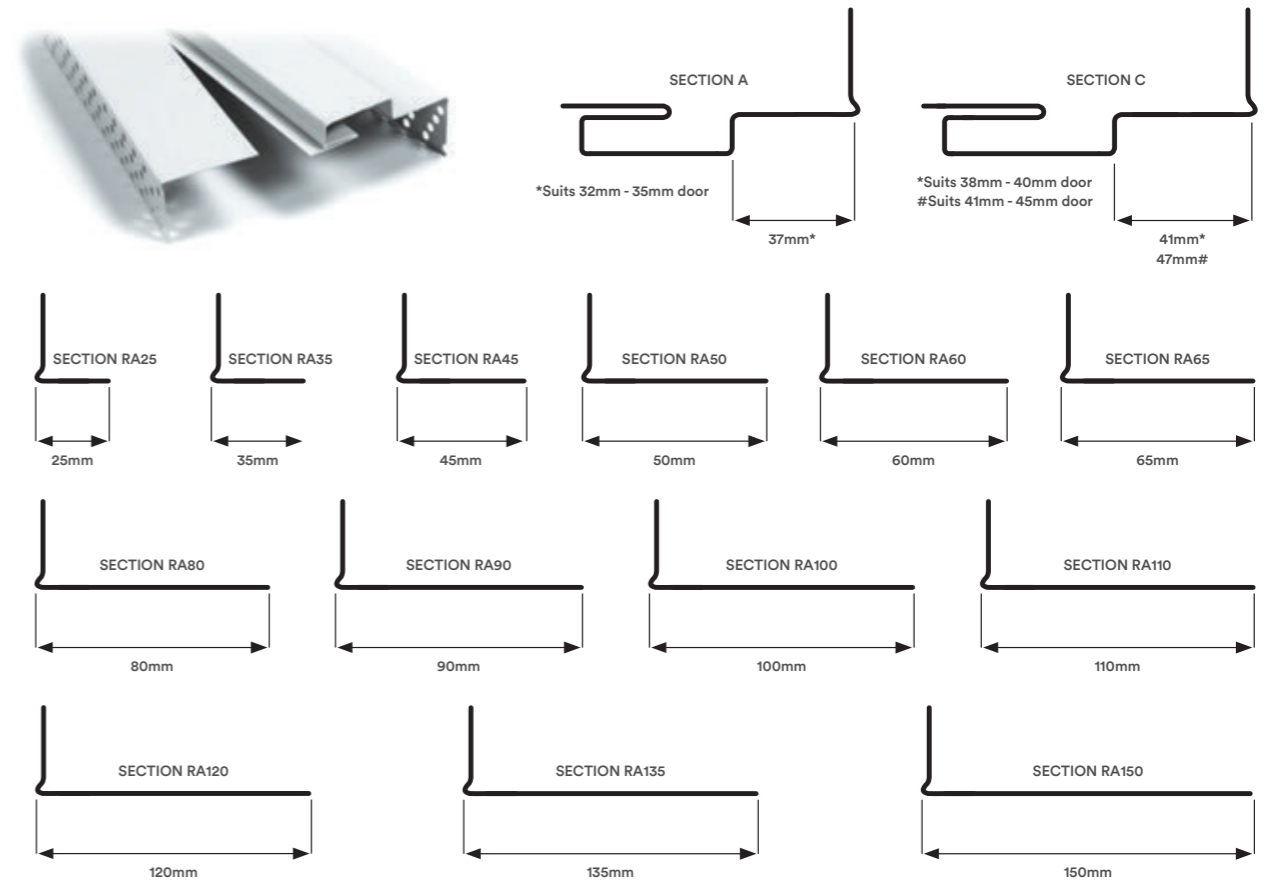 SECTION A
SECTION C
*Suits 32mm - 35mm door
*Suits 38mm - 40mm door
#Suits 41mm - 45mm door
37mm*
41mm*
47mm#
SECTION RA25
SECTION RA35
SECTION RA45
SECTION RA50
SECTION RA60
SECTION RA65
25mm
35mm
45mm
50mm
60mm
65mm
SECTION RA80
SECTION RA90
SECTION RA100
SECTION RA110
80mm
90mm
100mm
110mm
SECTION RA120
SECTION RA135
SECTION RA150
120mm
135mm
150mm